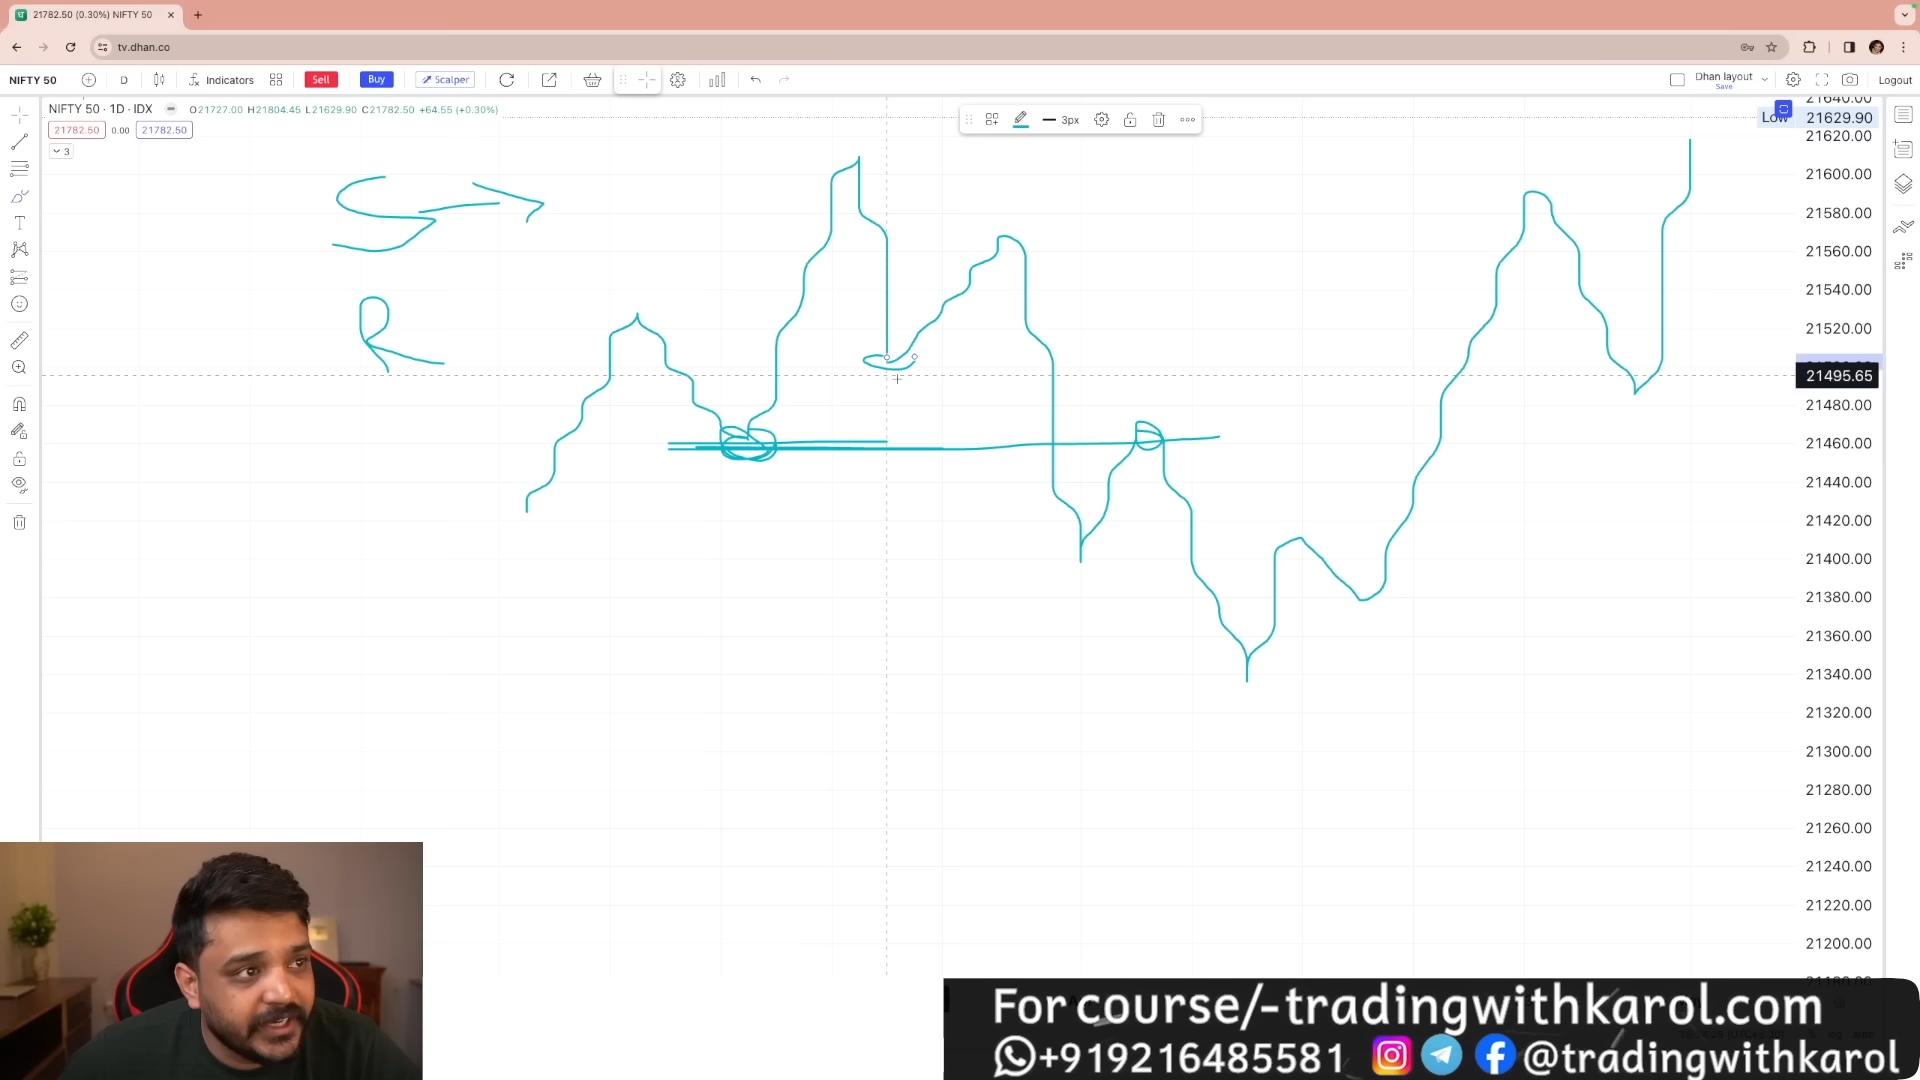 21782.50 (0.30%) NIFTY 50
tv.dhan.co
NIFTY 50 D Indicators Sell Buy Scalper Dhan layout Save Logout
NIFTY 50 · 1D · IDX O21727.00 H21804.45 L21629.90 C21782.50 +64.55 (+0.30%)
21782.50 0.00 21782.50
3
3px
21640.00
Low 21629.90
21620.00
21600.00
21580.00
21560.00
21540.00
21520.00
21495.65
21480.00
21460.00
21440.00
21420.00
21400.00
21380.00
21360.00
21340.00
21320.00
21300.00
21280.00
21260.00
21240.00
21220.00
21200.00
S
R
For course/-tradingwithkarol.com
+919216485581 @tradingwithkarol